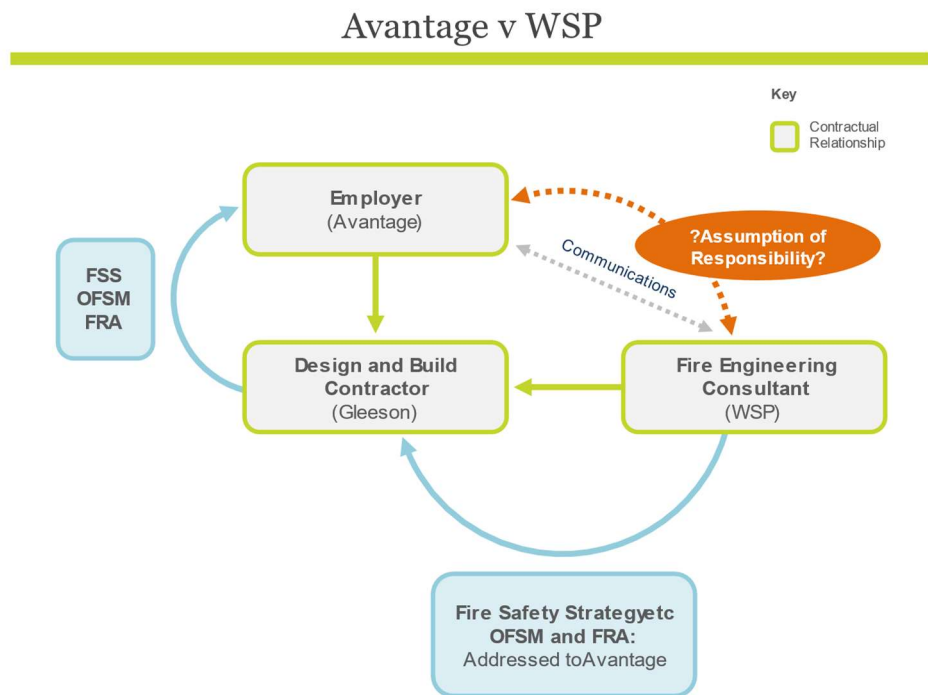 Avantage v WSP
Key
Contractual
Relationship
Employer
(Avantage)
?Assumption of
Responsibility?
Communications
FSS
OFSM
FRA
Design and Build
Contractor
(Gleeson)
Fire Engineering
Consultant
(WSP)
Fire Safety Strategyetc
OFSM and FRA:
Addressed toAvantage